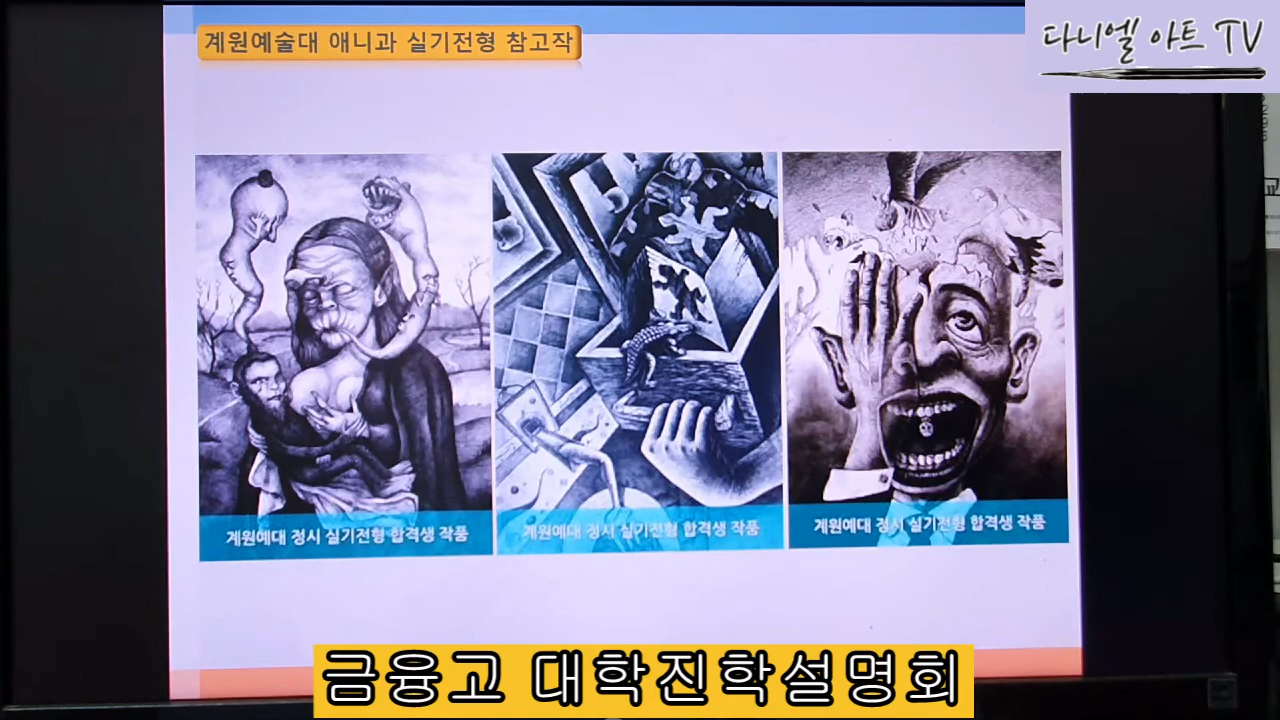 계원예술대 애니과 실기전형 참고작
다니엘 아트 TV
계원예대 정시 실기전형 합격생 작품
계원예대 정시 실기전형 합격생 작품
계원예대 정시 실기전형 합격생 작품
금융고 대학진학설명회